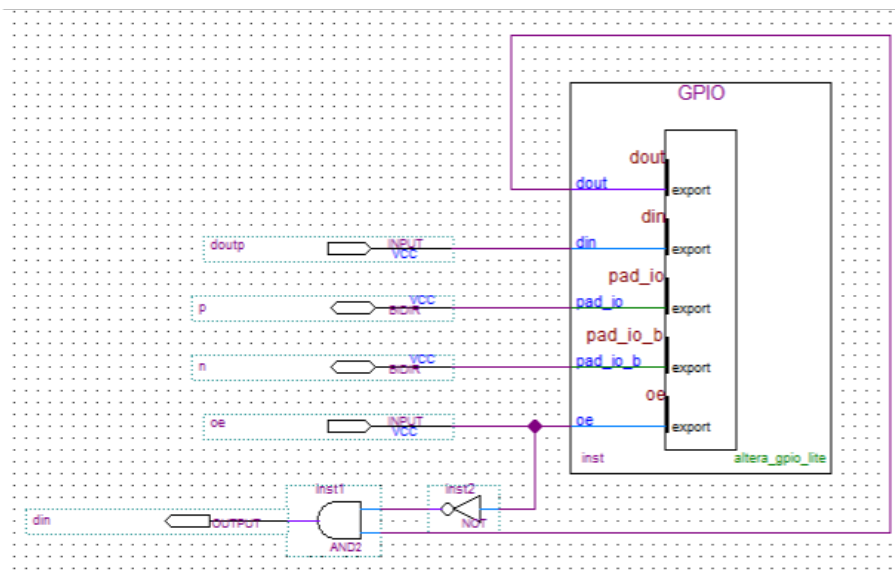 GPIO
dout
dout
export
din
doutp
INPUT
VCC
din
export
pad_io
p
VCC
BIDIR
pad_io
export
pad_io_b
n
VCC
BIDIR
pad_io_b
export
oe
oe
INPUT
VCC
oe
export
inst
altera_gpio_lite
inst1
inst2
din
OUTPUT
NOT
AND2